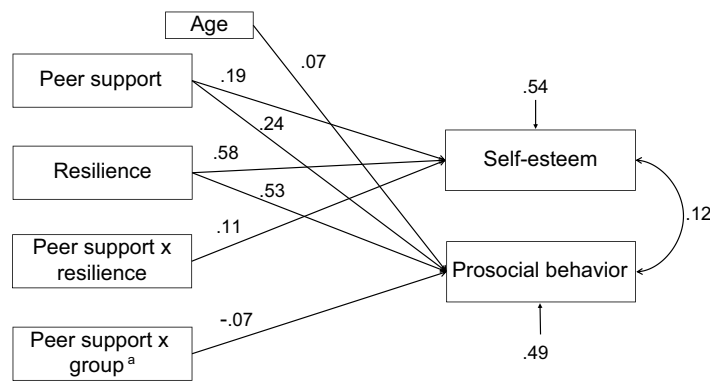 Age
.07
Peer support
.19
.54
.24
Resilience
.58
Self-esteem
.53
.12
.11
Peer support x
resilience
Prosocial behavior
-.07
Peer support x
group a
.49